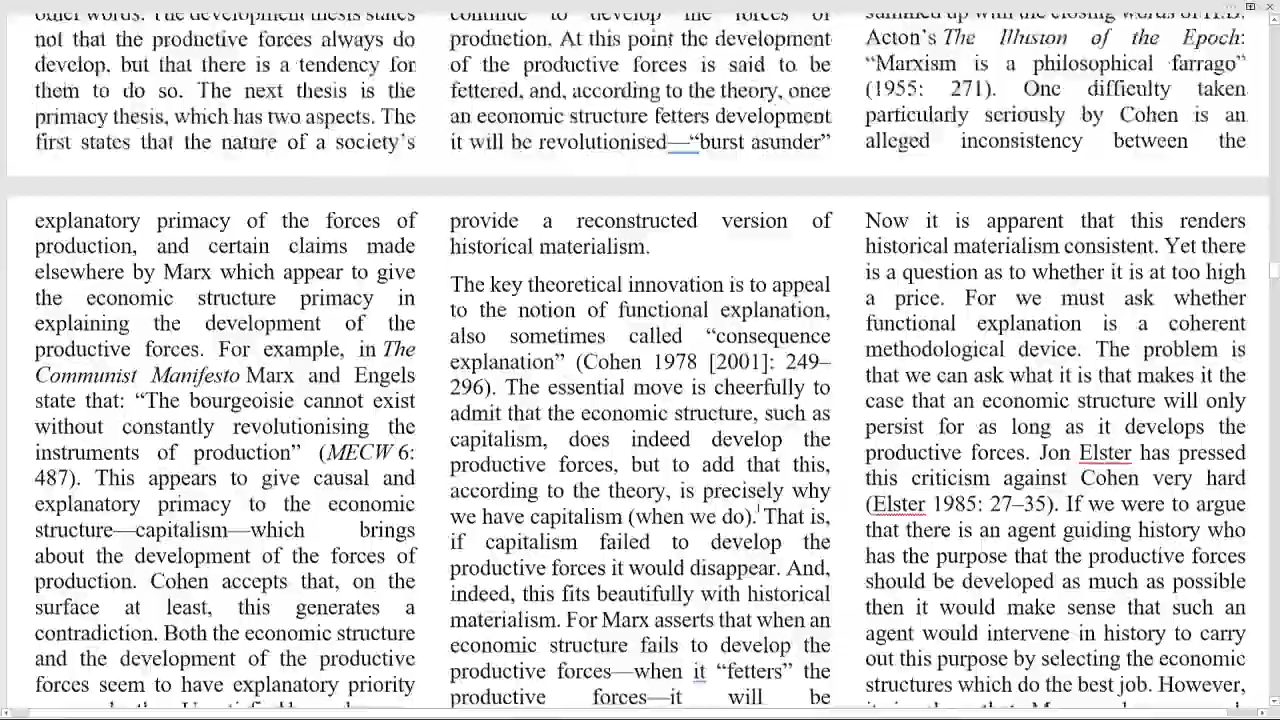 not that the productive forces always do
develop, but that there is a tendency for
them to do so. The next thesis is the
primacy thesis, which has two aspects. The
first states that the nature of a society’s
continue to develop the forces of
production. At this point the development
of the productive forces is said to be
fettered, and, according to the theory, once
an economic structure fetters development
it will be revolutionised—“burst asunder”
summed up with the closing words of H.B.
Acton’s The Illusion of the Epoch:
“Marxism is a philosophical farrago”
(1955: 271). One difficulty taken
particularly seriously by Cohen is an
alleged inconsistency between the
explanatory primacy of the forces of
production, and certain claims made
elsewhere by Marx which appear to give
the economic structure primacy in
explaining the development of the
productive forces. For example, in The
Communist Manifesto Marx and Engels
state that: “The bourgeoisie cannot exist
without constantly revolutionising the
instruments of production” (MECW 6:
487). This appears to give causal and
explanatory primacy to the economic
structure—capitalism—which brings
about the development of the forces of
production. Cohen accepts that, on the
surface at least, this generates a
contradiction. Both the economic structure
and the development of the productive
forces seem to have explanatory priority
provide a reconstructed version of
historical materialism.
The key theoretical innovation is to appeal
to the notion of functional explanation,
also sometimes called “consequence
explanation” (Cohen 1978 [2001]: 249–
296). The essential move is cheerfully to
admit that the economic structure, such as
capitalism, does indeed develop the
productive forces, but to add that this,
according to the theory, is precisely why
we have capitalism (when we do). That is,
if capitalism failed to develop the
productive forces it would disappear. And,
indeed, this fits beautifully with historical
materialism. For Marx asserts that when an
economic structure fails to develop the
productive forces—when it “fetters” the
productive forces—it will be
Now it is apparent that this renders
historical materialism consistent. Yet there
is a question as to whether it is at too high
a price. For we must ask whether
functional explanation is a coherent
methodological device. The problem is
that we can ask what it is that makes it the
case that an economic structure will only
persist for as long as it develops the
productive forces. Jon Elster has pressed
this criticism against Cohen very hard
(Elster 1985: 27–35). If we were to argue
that there is an agent guiding history who
has the purpose that the productive forces
should be developed as much as possible
then it would make sense that such an
agent would intervene in history to carry
out this purpose by selecting the economic
structures which do the best job. However,